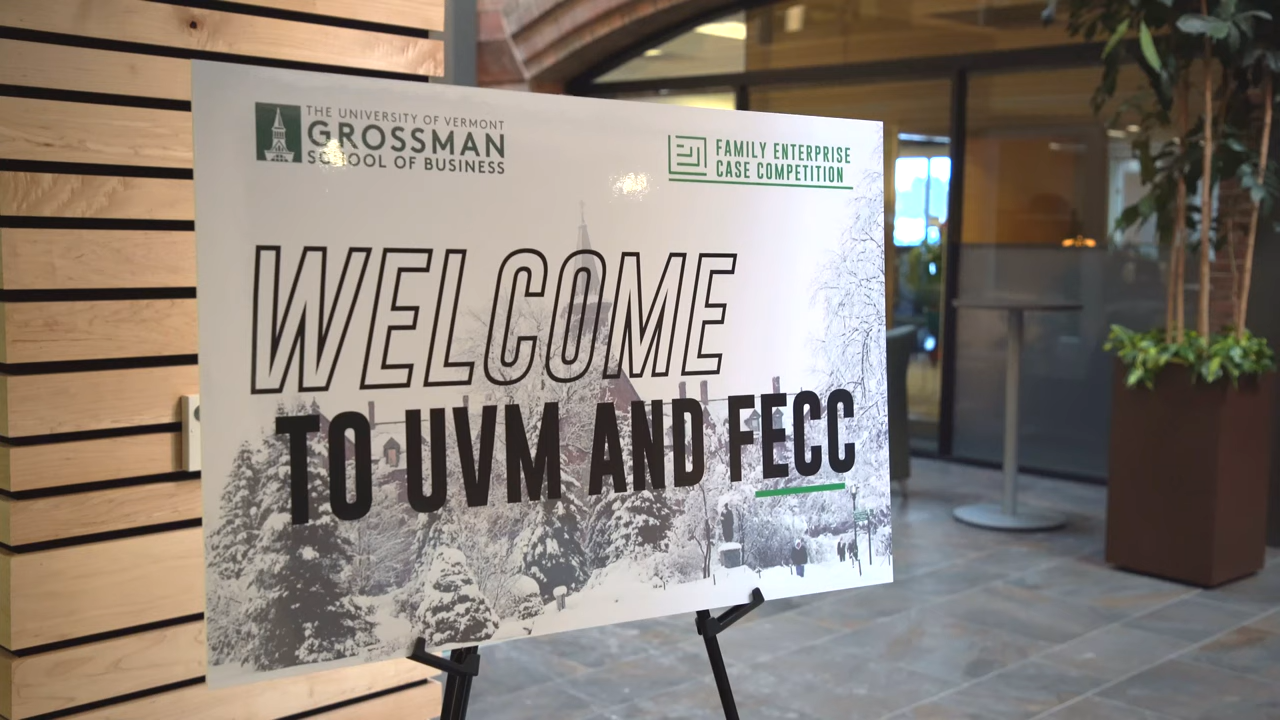 THE UNIVERSITY OF VERMONT
GROSSMAN
SCHOOL OF BUSINESS
FAMILY ENTERPRISE
CASE COMPETITION
WELCOME
TO UVM AND FECC